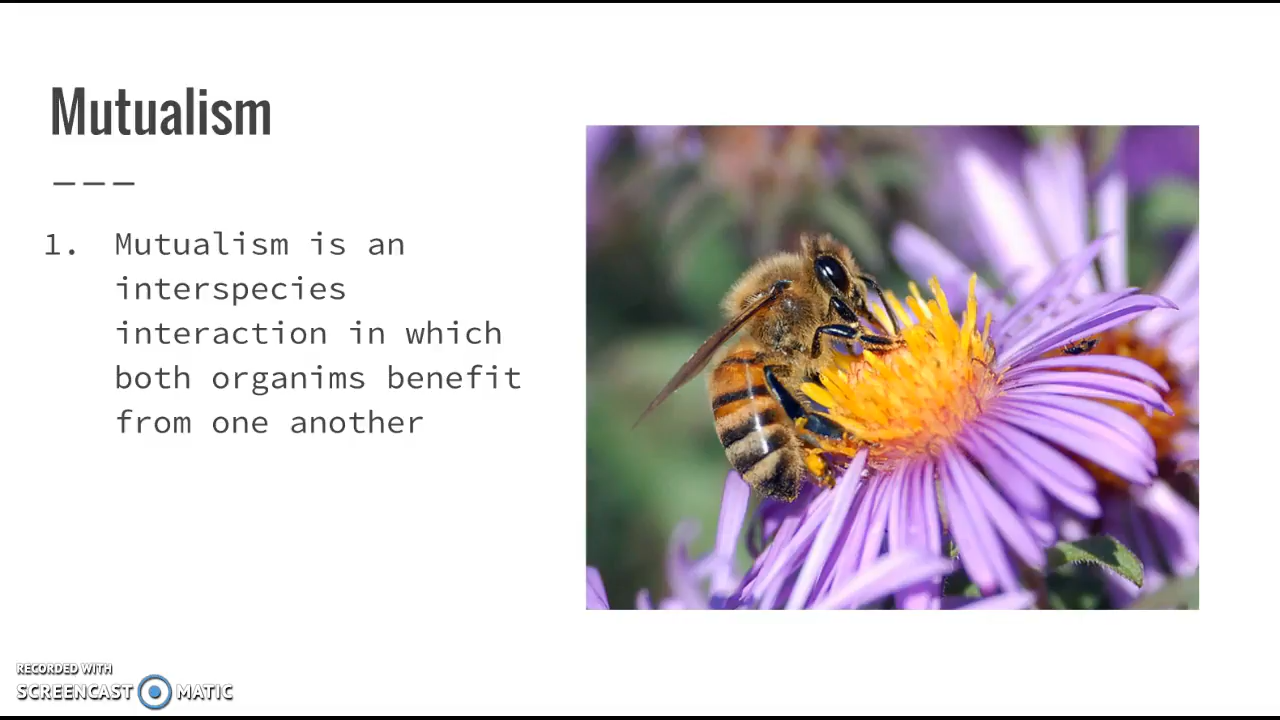 Mutualism
1. Mutualism is an
interspecies
interaction in which
both organims benefit
from one another
RECORDED WITH
SCREENCAST MATIC